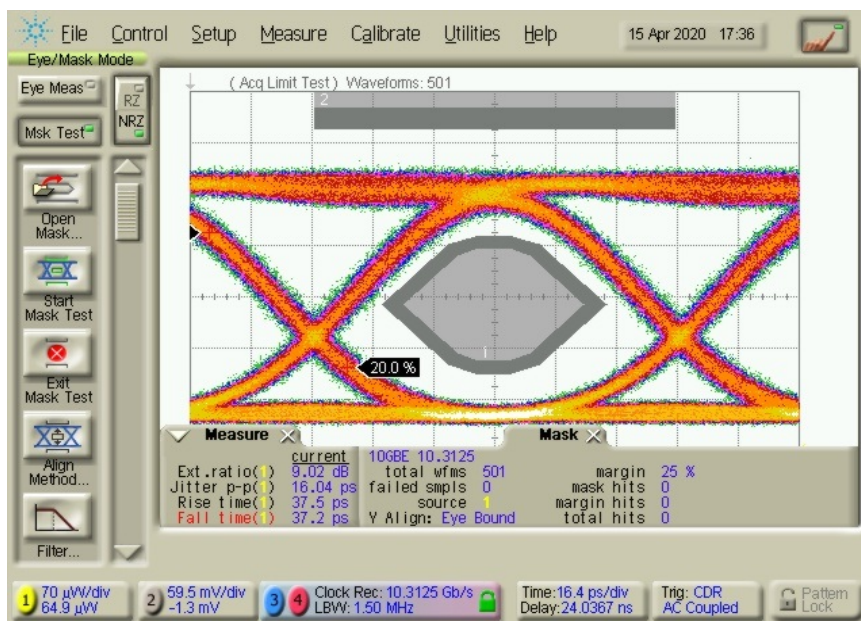 File Control Setup Measure Calibrate Utilities Help 15 Apr 2020 17:36
Eye/Mask Mode
Eye Meas
RZ
NRZ
Msk Test
( Acq Limit Test ) Waveforms: 501
2
Open
Mask...
Start
Mask Test
Exit
Mask Test
Align
Method...
Filter...
1
20.0 %
Measure
Mask
current
Ext.ratio(1) 9.02 dB
Jitter p-p(1) 16.04 ps
Rise time(1) 37.5 ps
Fall time(1) 37.2 ps
10GBE 10.3125
total wfms 501
failed smpls 0
source 1
Y Align: Eye Bound
margin 25 %
mask hits 0
margin hits 0
total hits 0
1 70 µW/div
64.9 µW
2 59.5 mV/div
-1.3 mV
3 4 Clock Rec: 10.3125 Gb/s
LBW: 1.50 MHz
Time:16.4 ps/div
Delay:24.0367 ns
Trig: CDR
AC Coupled
Pattern
Lock